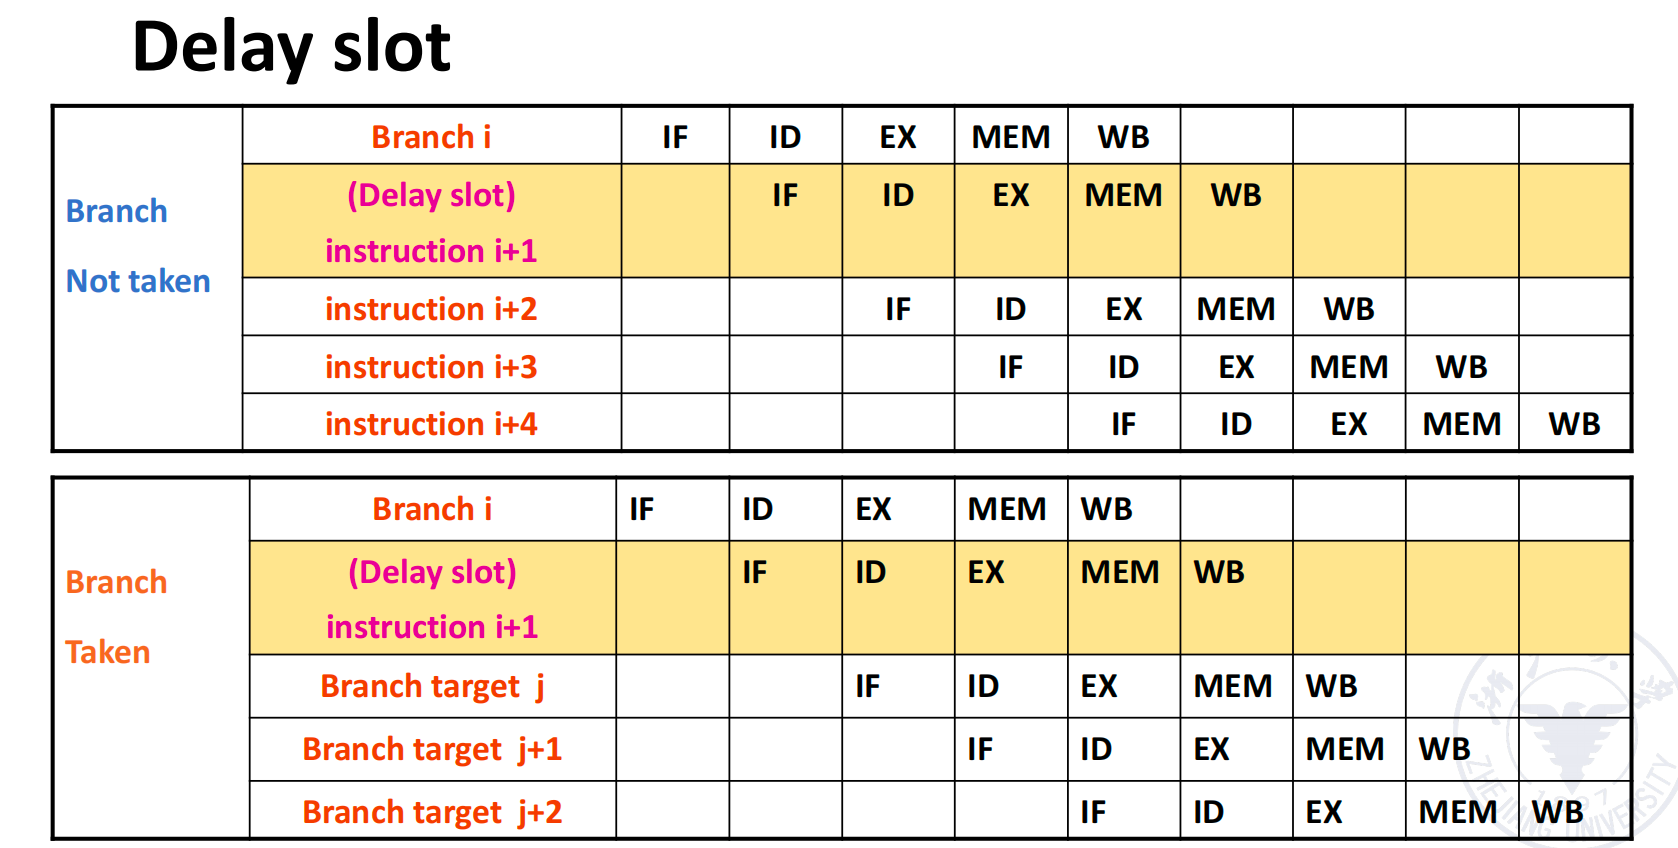 Delay slot
Branch
Not taken
Branch i IF ID EX MEM WB
(Delay slot) IF ID EX MEM WB
instruction i+1
instruction i+2 IF ID EX MEM WB
instruction i+3 IF ID EX MEM WB
instruction i+4 IF ID EX MEM WB
Branch
Taken
Branch i IF ID EX MEM WB
(Delay slot) IF ID EX MEM WB
instruction i+1
Branch target j IF ID EX MEM WB
Branch target j+1 IF ID EX MEM WB
Branch target j+2 IF ID EX MEM WB
1897
ZHEJIANG UNIVERSITY